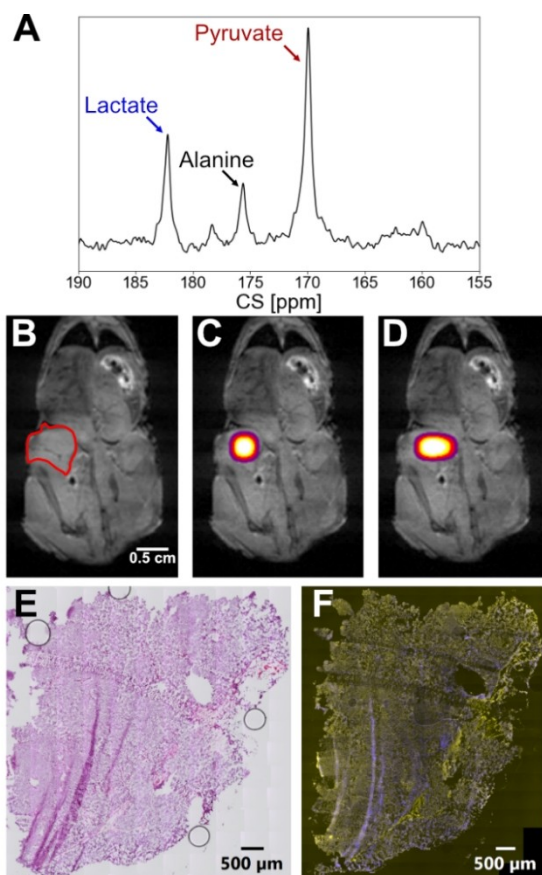 A
Pyruvate
Lactate
Alanine
190 185 180 175 170 165 160 155
CS [ppm]
B C D
0.5 cm
E F
500 µm 500 µm